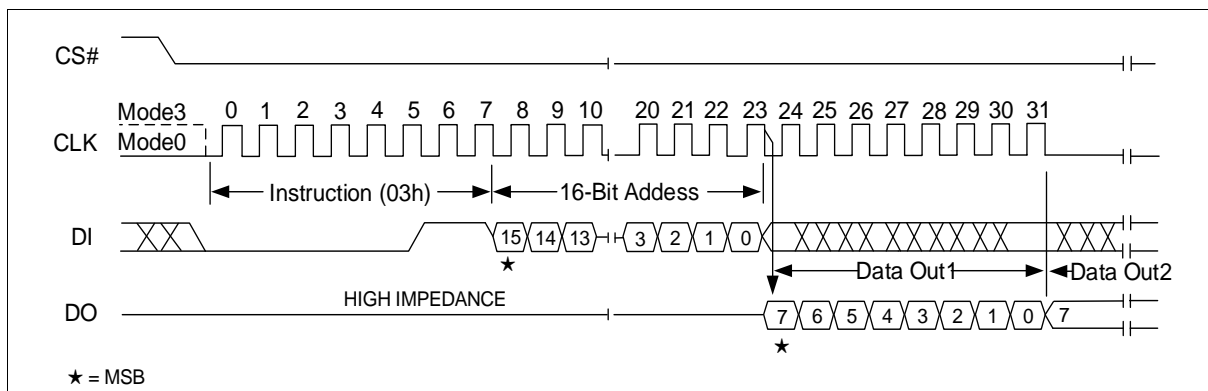 CS#
Mode3 0 1 2 3 4 5 6 7 8 9 10 20 21 22 23 24 25 26 27 28 29 30 31
CLK Mode0
Instruction (03h) 16-Bit Addess
DI 15 14 13 3 2 1 0
★ Data Out1 Data Out2
HIGH IMPEDANCE
DO 7 6 5 4 3 2 1 0 7
★
★ = MSB